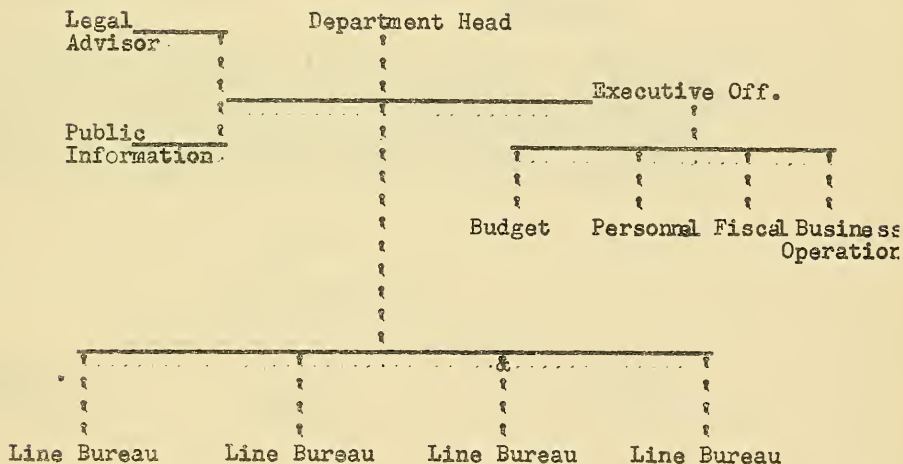 Legal Department Head
Advisor
Executive Off.
Public
Information
Budget Personnal Fiscal Business
Operation
&
Line Bureau Line Bureau Line Bureau Line Bureau